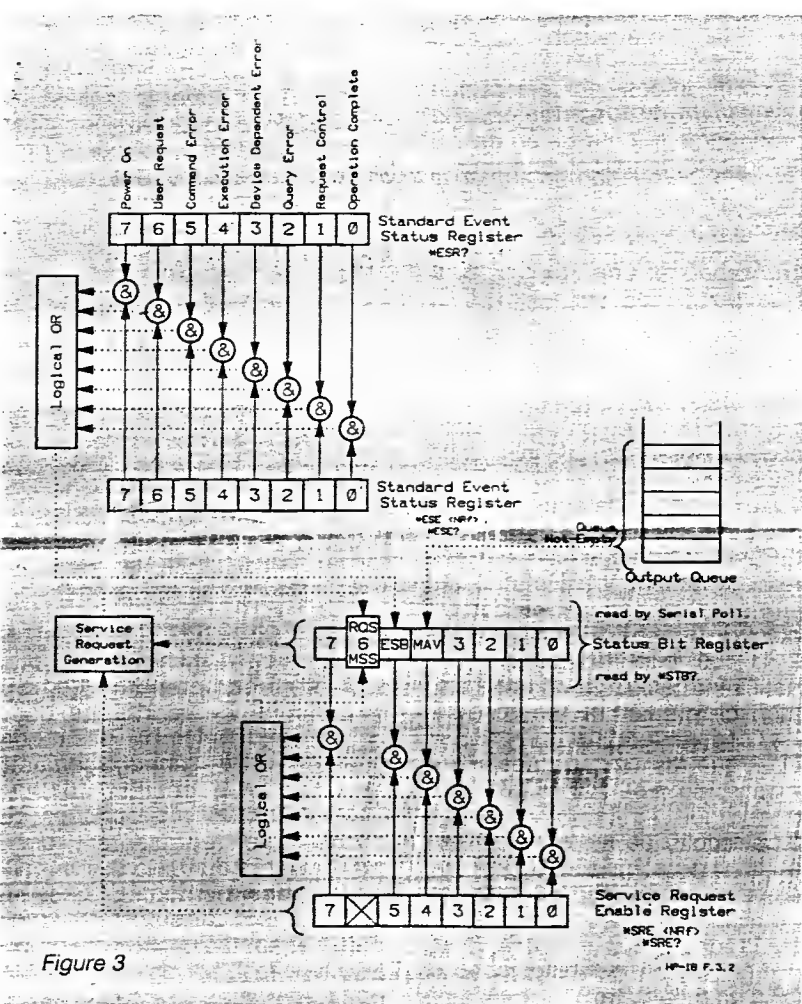 Power On
User Request
Command Error
Execution Error
Device Dependent Error
Query Error
Request Control
Operation Complete
7 6 5 4 3 2 1 0
Standard Event
Status Register
*ESR?
Logical OR
& & & & & & & &
7 6 5 4 3 2 1 0
Standard Event
Status Register
*ESE <NRf>
*ESE?
Queue
Not Empty
Output Queue
Service
Request
Generation
RQS
7 6 ESB MAV 3 2 1 0
MSS
read by Serial Poll
Status Bit Register
read by *STB?
Logical OR
& & & & & & &
7 5 4 3 2 1 0
Service Request
Enable Register
*SRE <NRf>
*SRE?
Figure 3
HP-IB F.3.2